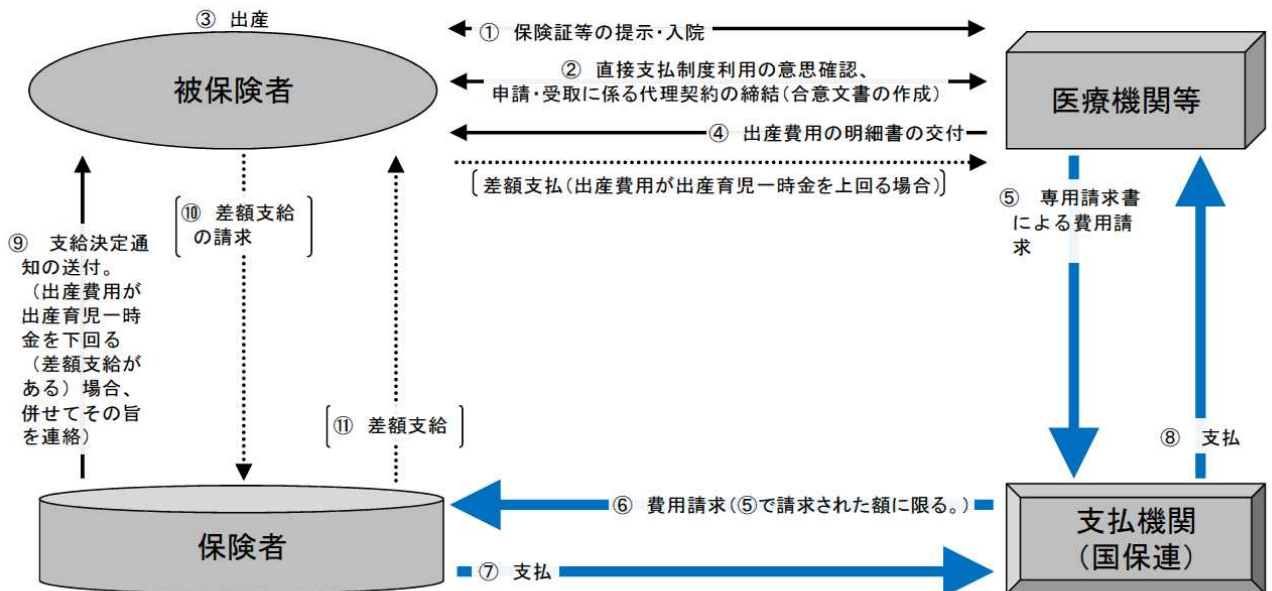 ③ 出産
① 保険証等の提示・入院
被保険者
② 直接支払制度利用の意思確認、
申請・受取に係る代理契約の締結(合意文書の作成)
医療機関等
④ 出産費用の明細書の交付
[差額支払(出産費用が出産育児一時金を上回る場合)]
⑤ 専用請求書
による費用請
求
⑩ 差額支給
の請求
⑨ 支給決定通
知の送付。
(出産費用が
出産育児一時
金を下回る
(差額支給が
ある)場合、
併せてその旨
を連絡)
⑪ 差額支給
⑧ 支払
⑥ 費用請求(⑤で請求された額に限る。)
保険者
支払機関
(国保連)
⑦ 支払